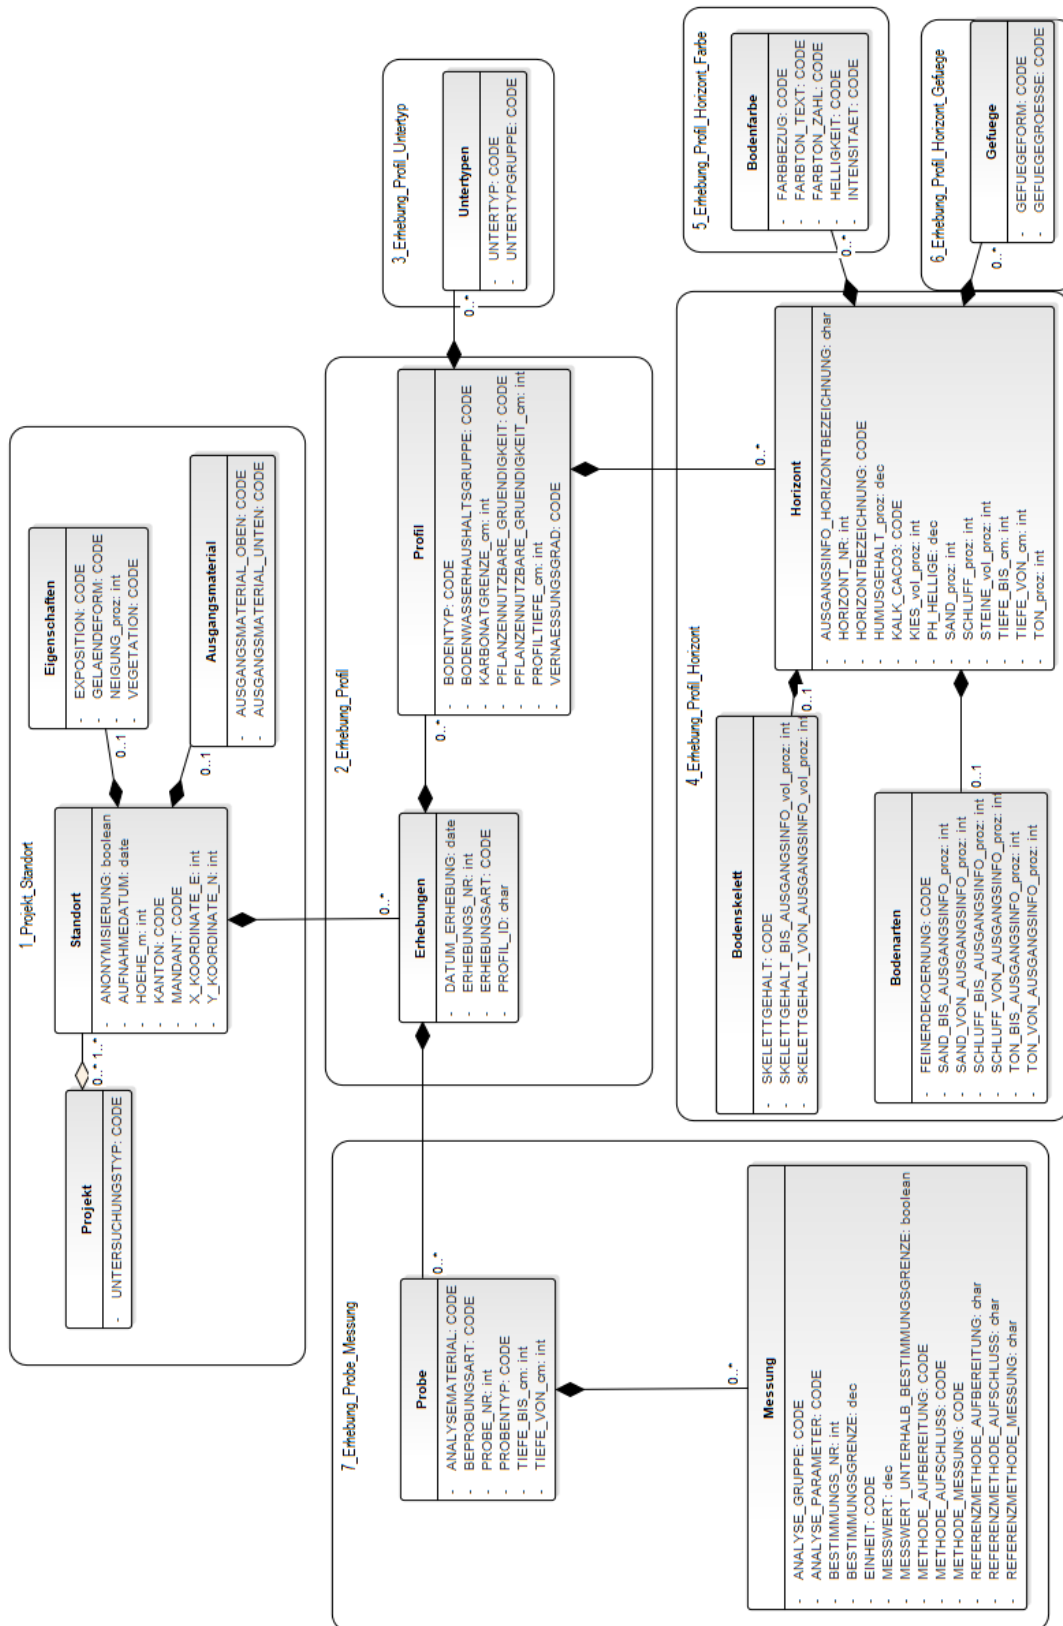 1_Projekt_Standort
Projekt
- UNTERSUCHUNGSTYP: CODE
0..*
1..*
Standort
- ANONYMISIERUNG: boolean
- AUFNAHMEDATUM: date
- HOEHE_m: int
- KANTON: CODE
- MANDANT: CODE
- X_KOORDINATE_E: int
- Y_KOORDINATE_N: int
0..1
Eigenschaften
- EXPOSITION: CODE
- GELAENDEFORM: CODE
- NEIGUNG_proz: int
- VEGETATION: CODE
0..1
Ausgangsmaterial
- AUSGANGSMATERIAL_OBEN: CODE
- AUSGANGSMATERIAL_UNTEN: CODE
2_Erhebung_Profil
0..*
Erhebungen
- DATUM_ERHEBUNG: date
- ERHEBUNGS_NR: int
- ERHEBUNGSART: CODE
- PROFIL_ID: char
0..*
Profil
- BODENTYP: CODE
- BODENWASSERHAUSHALTSGRUPPE: CODE
- KARBONATGRENZE_cm: int
- PFLANZENNUTZBARE_GRUENDIGKEIT: CODE
- PFLANZENNUTZBARE_GRUENDIGKEIT_cm: int
- PROFILTIEFE_cm: int
- VERNAESSUNGSGRAD: CODE
3_Erhebung_Profil_Untertyp
0..*
Untertypen
- UNTERTYP: CODE
- UNTERTYPGRUPPE: CODE
7_Erhebung_Probe_Messung
0..*
Probe
- ANALYSEMATERIAL: CODE
- BEPROBUNGSART: CODE
- PROBE_NR: int
- PROBENTYP: CODE
- TIEFE_BIS_cm: int
- TIEFE_VON_cm: int
0..*
Messung
- ANALYSE_GRUPPE: CODE
- ANALYSE_PARAMETER: CODE
- BESTIMMUNGS_NR: int
- BESTIMMUNGSGRENZE: dec
- EINHEIT: CODE
- MESSWERT: dec
- MESSWERT_UNTERHALB_BESTIMMUNGSGRENZE: boolean
- METHODE_AUFBEREITUNG: CODE
- METHODE_AUFSCHLUSS: CODE
- METHODE_MESSUNG: CODE
- REFERENZMETHODE_AUFBEREITUNG: char
- REFERENZMETHODE_AUFSCHLUSS: char
- REFERENZMETHODE_MESSUNG: char
4_Erhebung_Profil_Horizont
Bodenskelett
- SKELETTGEHALT: CODE
- SKELETTGEHALT_BIS_AUSGANGSINFO_vol_proz: int
- SKELETTGEHALT_VON_AUSGANGSINFO_vol_proz: int
0..1
Bodenarten
- FEINERDEKOERNUNG: CODE
- SAND_BIS_AUSGANGSINFO_proz: int
- SAND_VON_AUSGANGSINFO_proz: int
- SCHLUFF_BIS_AUSGANGSINFO_proz: int
- SCHLUFF_VON_AUSGANGSINFO_proz: int
- TON_BIS_AUSGANGSINFO_proz: int
- TON_VON_AUSGANGSINFO_proz: int
0..1
0..*
Horizont
- AUSGANGSINFO_HORIZONTBEZEICHNUNG: char
- HORIZONT_NR: int
- HORIZONTBEZEICHNUNG: CODE
- HUMUSGEHALT_proz: dec
- KALK_CACO3: CODE
- KIES_vol_proz: int
- PH_HELLIGE: dec
- SAND_proz: int
- SCHLUFF_proz: int
- STEINE_vol_proz: int
- TIEFE_BIS_cm: int
- TIEFE_VON_cm: int
- TON_proz: int
5_Erhebung_Profil_Horizont_Farbe
0..*
Bodenfarbe
- FARBBEZUG: CODE
- FARBTON_TEXT: CODE
- FARBTON_ZAHL: CODE
- HELLIGKEIT: CODE
- INTENSITAET: CODE
6_Erhebung_Profil_Horizont_Gefuege
0..*
Gefuege
- GEFUEGEFORM: CODE
- GEFUEGEGROESSE: CODE